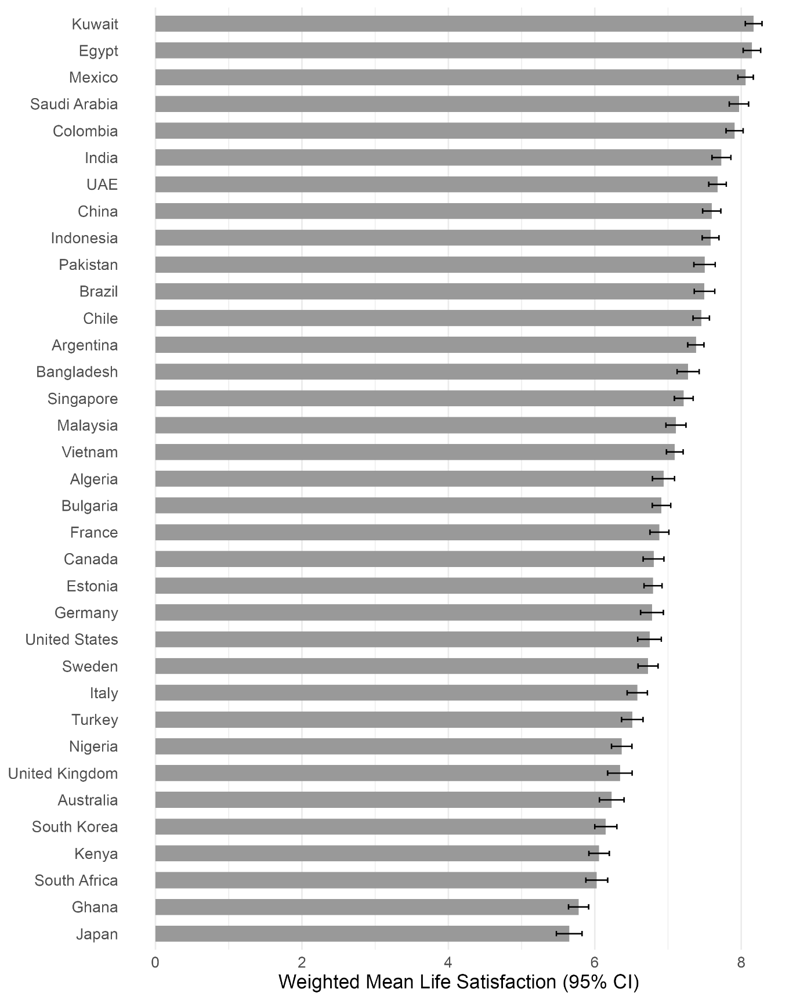 Kuwait
Egypt
Mexico
Saudi Arabia
Colombia
India
UAE
China
Indonesia
Pakistan
Brazil
Chile
Argentina
Bangladesh
Singapore
Malaysia
Vietnam
Algeria
Bulgaria
France
Canada
Estonia
Germany
United States
Sweden
Italy
Turkey
Nigeria
United Kingdom
Australia
South Korea
Kenya
South Africa
Ghana
Japan
0 2 4 6 8
Weighted Mean Life Satisfaction (95% CI)